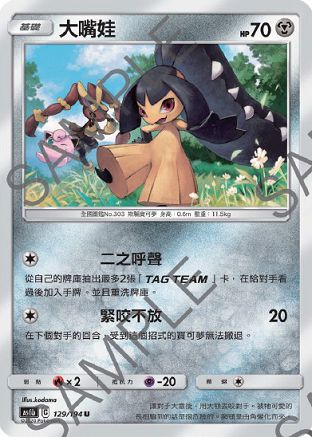 基礎 大嘴娃 HP70
全國圖鑑No.303 欺騙寶可夢 身高：0.6m 體重：11.5kg
二之呼聲
從自己的牌庫抽出最多2張「TAG TEAM」卡，在給對手看
過後加入手牌。並且重洗牌庫。
緊咬不放 20
在下個對手的回合，受到這個招式的寶可夢無法撤退。
弱點 ×2 抵抗力 -20 撤退
illus.kodama
129/194 U
SAMPLE